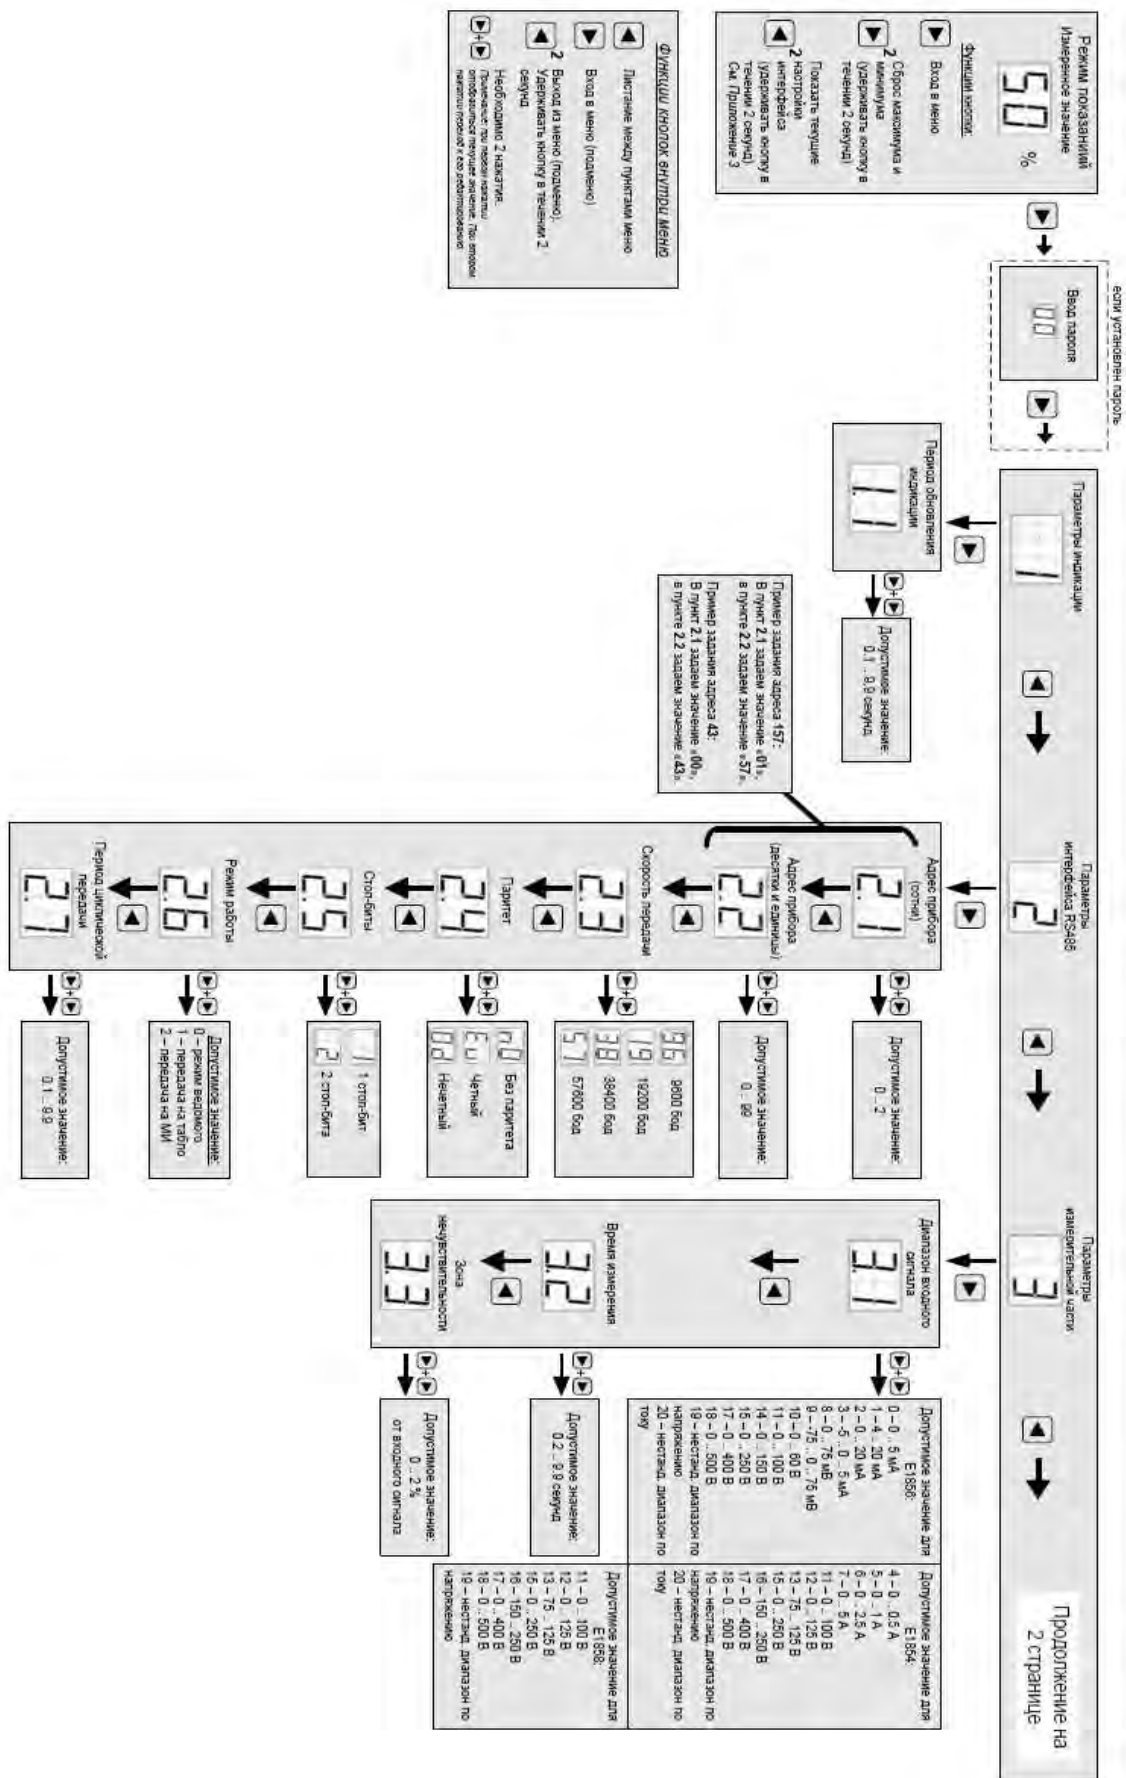 Режим показаний
Измеренное значение
50 %
Функции кнопки:
Вход в меню
2 Сброс максимума и
минимума
(удерживать кнопку в
течении 2 секунд)
Показать текущие
2 настройки
интерфейса
(удерживать кнопку в
течении 2 секунд)
См. Приложение 3
Функции кнопок внутри меню
Листание между пунктами меню
Вход в меню (подменю)
2 Выход из меню (подменю).
Удерживать кнопку в течении 2
секунд
Необходимо 2 нажатия.
Примечание: при первом нажатии
отобразиться текущее значение. При втором
нажатии переход к его редактированию.
если установлен пароль
Ввод пароля
00
Параметры индикации
1
Период обновления
индикации
1.1
Допустимое значение:
0.1 .. 9.9 секунд
Параметры
интерфейса RS485
2
Адрес прибора
(сотни)
2.1
Допустимое значение:
0 .. 2
Адрес прибора
(десятки и единицы)
2.2
Допустимое значение:
0 .. 99
Пример задания адреса 157:
В пункт 2.1 задаем значение «01»,
в пункте 2.2 задаем значение «57».
Пример задания адреса 43:
В пункт 2.1 задаем значение «00»,
в пункте 2.2 задаем значение «43».
Скорость передачи
2.3
96 9600 бод
19 19200 бод
38 38400 бод
57 57600 бод
Паритет
2.4
nO Без паритета
Eu Четный
Od Нечетный
Стоп-биты
2.5
1 1 стоп-бит
2 2 стоп-бита
Режим работы
2.6
Допустимое значение:
0 – режим ведомого
1 – передача на табло
2 – передача на МИ
Период циклической
передачи
2.7
Допустимое значение:
0.1 .. 9.9
Параметры
измерительной части
3
Диапазон входного
сигнала
3.1
Допустимое значение для
E1856:
0 – 0 .. 5 мА
1 – 4 .. 20 мА
2 – 0 .. 20 мА
3 – -5 .. 0 .. 5 мА
8 – 0 .. 75 мВ
9 – -75 .. 0 .. 75 мВ
10 – 0 .. 60 В
11 – 0 .. 100 В
14 – 0 .. 150 В
15 – 0 .. 250 В
17 – 0 .. 400 В
18 – 0 .. 500 В
19 – нестанд. диапазон по
напряжению
20 – нестанд. диапазон по
току
Допустимое значение для
E1854:
4 – 0 .. 0.5 А
5 – 0 .. 1 А
6 – 0 .. 2.5 А
7 – 0 .. 5 А
11 – 0 .. 100 В
12 – 0 .. 125 В
13 – 75 .. 125 В
15 – 0 .. 250 В
16 – 150 .. 250 В
17 – 0 .. 400 В
18 – 0 .. 500 В
19 – нестанд. диапазон по
напряжению
20 – нестанд. диапазон по
току
Допустимое значение для
E1858:
11 – 0 .. 100 В
12 – 0 .. 125 В
13 – 75 .. 125 В
15 – 0 .. 250 В
16 – 150 .. 250 В
17 – 0 .. 400 В
18 – 0 .. 500 В
19 – нестанд. диапазон по
напряжению
Время измерения
3.2
Допустимое значение:
0.2 .. 9.9 секунд
Зона
нечувствительности
3.3
Допустимое значение:
0 .. 2 %
от входного сигнала
Продолжение на
2 странице